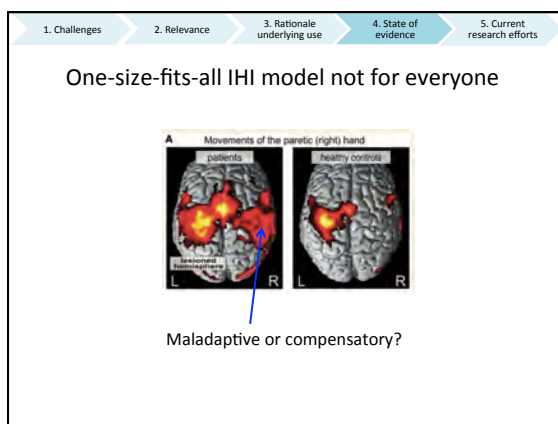 1. Challenges
2. Relevance
3. Rationale
underlying use
4. State of
evidence
5. Current
research efforts
One-size-fits-all IHI model not for everyone
A Movements of the paretic (right) hand
patients
healthy controls
lesioned
hemisphere
L R L R
Maladaptive or compensatory?